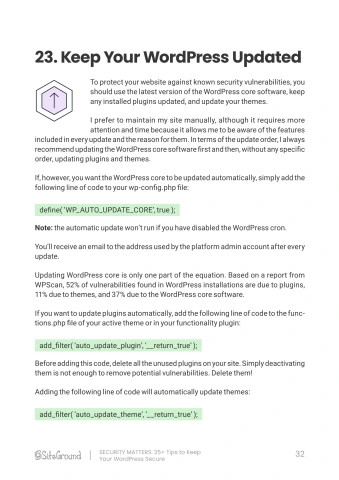 23. Keep Your WordPress Updated
To protect your website against known security vulnerabilities, you
should use the latest version of the WordPress core software, keep
any installed plugins updated, and update your themes.
I prefer to maintain my site manually, although it requires more
attention and time because it allows me to be aware of the features
included in every update and the reason for them. In terms of the update order, I always
recommend updating the WordPress core software first and then, without any specific
order, updating plugins and themes.
If, however, you want the WordPress core to be updated automatically, simply add the
following line of code to your wp-config.php file:
define( 'WP_AUTO_UPDATE_CORE', true );
Note: the automatic update won't run if you have disabled the WordPress cron.
You'll receive an email to the address used by the platform admin account after every
update.
Updating WordPress core is only one part of the equation. Based on a report from
WPScan, 52% of vulnerabilities found in WordPress installations are due to plugins,
11% due to themes, and 37% due to the WordPress core software.
If you want to update plugins automatically, add the following line of code to the func-
tions.php file of your active theme or in your functionality plugin:
add_filter( 'auto_update_plugin', '__return_true' );
Before adding this code, delete all the unused plugins on your site. Simply deactivating
them is not enough to remove potential vulnerabilities. Delete them!
Adding the following line of code will automatically update themes:
add_filter( 'auto_update_theme', '__return_true' );
SiteGround
SECURITY MATTERS: 25+ Tips to Keep
Your WordPress Secure
32